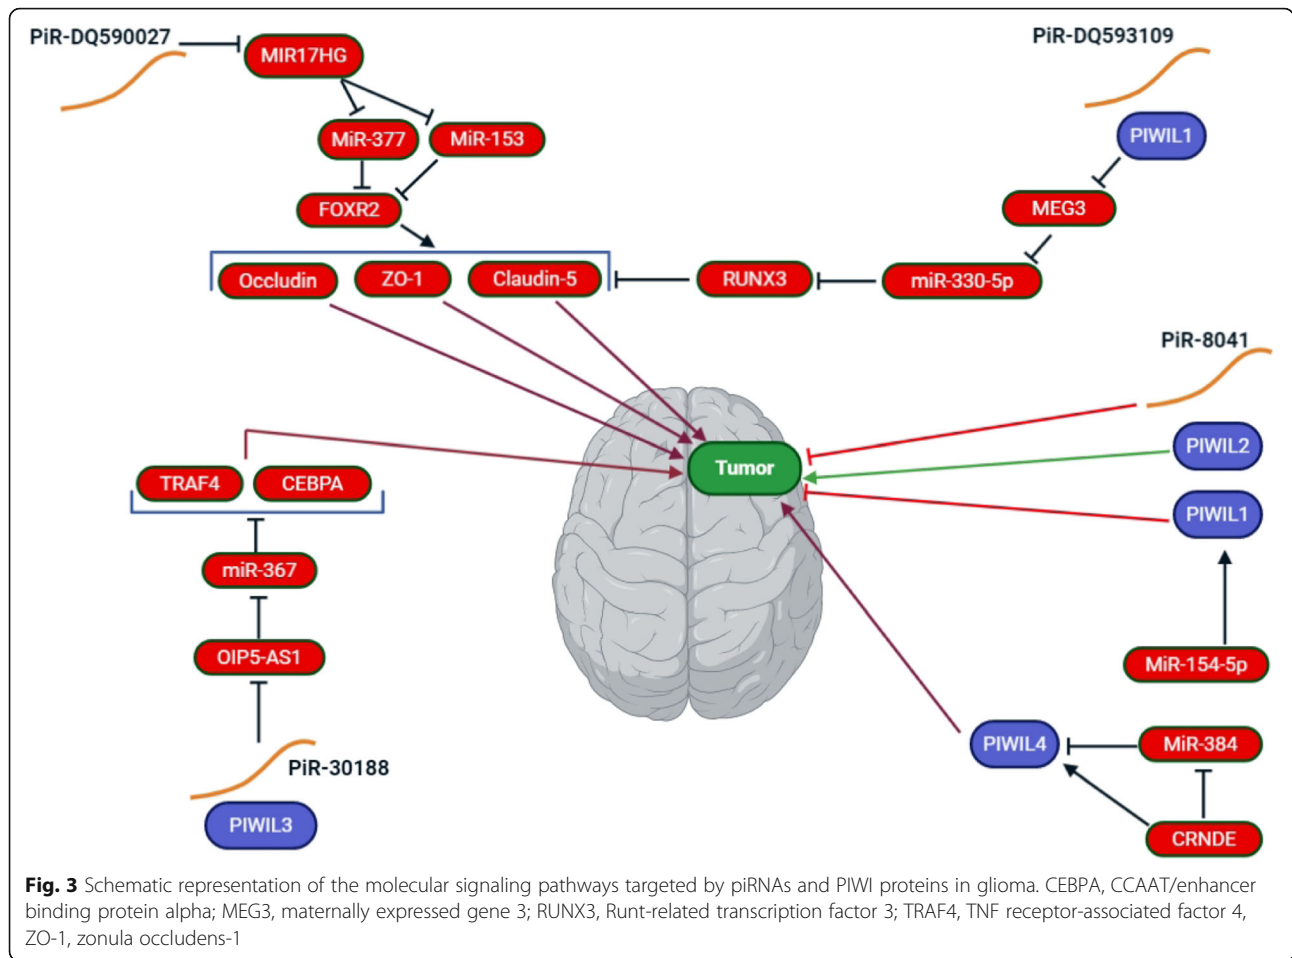 PiR-DQ590027
MIR17HG
PiR-DQ593109
MiR-377
MiR-153
PIWIL1
FOXR2
MEG3
Occludin
ZO-1
Claudin-5
RUNX3
miR-330-5p
PiR-8041
Tumor
PIWIL2
TRAF4
CEBPA
PIWIL1
miR-367
OIP5-AS1
MiR-154-5p
PiR-30188
PIWIL4
MiR-384
PIWIL3
CRNDE
Fig. 3 Schematic representation of the molecular signaling pathways targeted by piRNAs and PIWI proteins in glioma. CEBPA, CCAAT/enhancer
binding protein alpha; MEG3, maternally expressed gene 3; RUNX3, Runt-related transcription factor 3; TRAF4, TNF receptor-associated factor 4,
ZO-1, zonula occludens-1